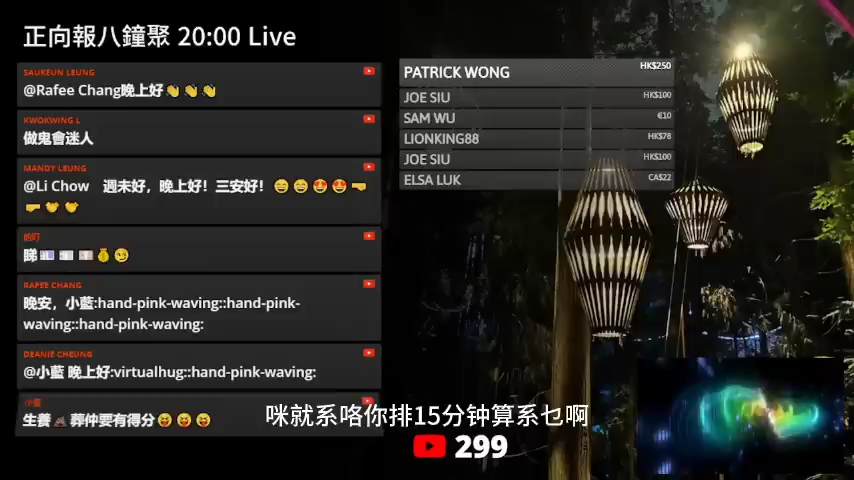 正向報八鐘聚 20:00 Live
SAUKEUN LEUNG
@Rafee Chang晚上好👏👏👏
KWOKWING L
做鬼會迷人
MANDY LEUNG
@Li Chow 週末好，晚上好！三安好！😄😄😍😍
的叮
睇💰😏
RAFEE CHANG
晚安，小藍:hand-pink-waving::hand-pink-
waving::hand-pink-waving:
DEANIE CHEUNG
@小藍 晚上好:virtualhug::hand-pink-waving:
小藍
生養 葬仲要有得分😝😝😝
PATRICK WONG HK$250
JOE SIU HK$100
SAM WU €10
LIONKING88 HK$78
JOE SIU HK$100
ELSA LUK CA$22
咪就系咯你排15分钟算系乜啊
299